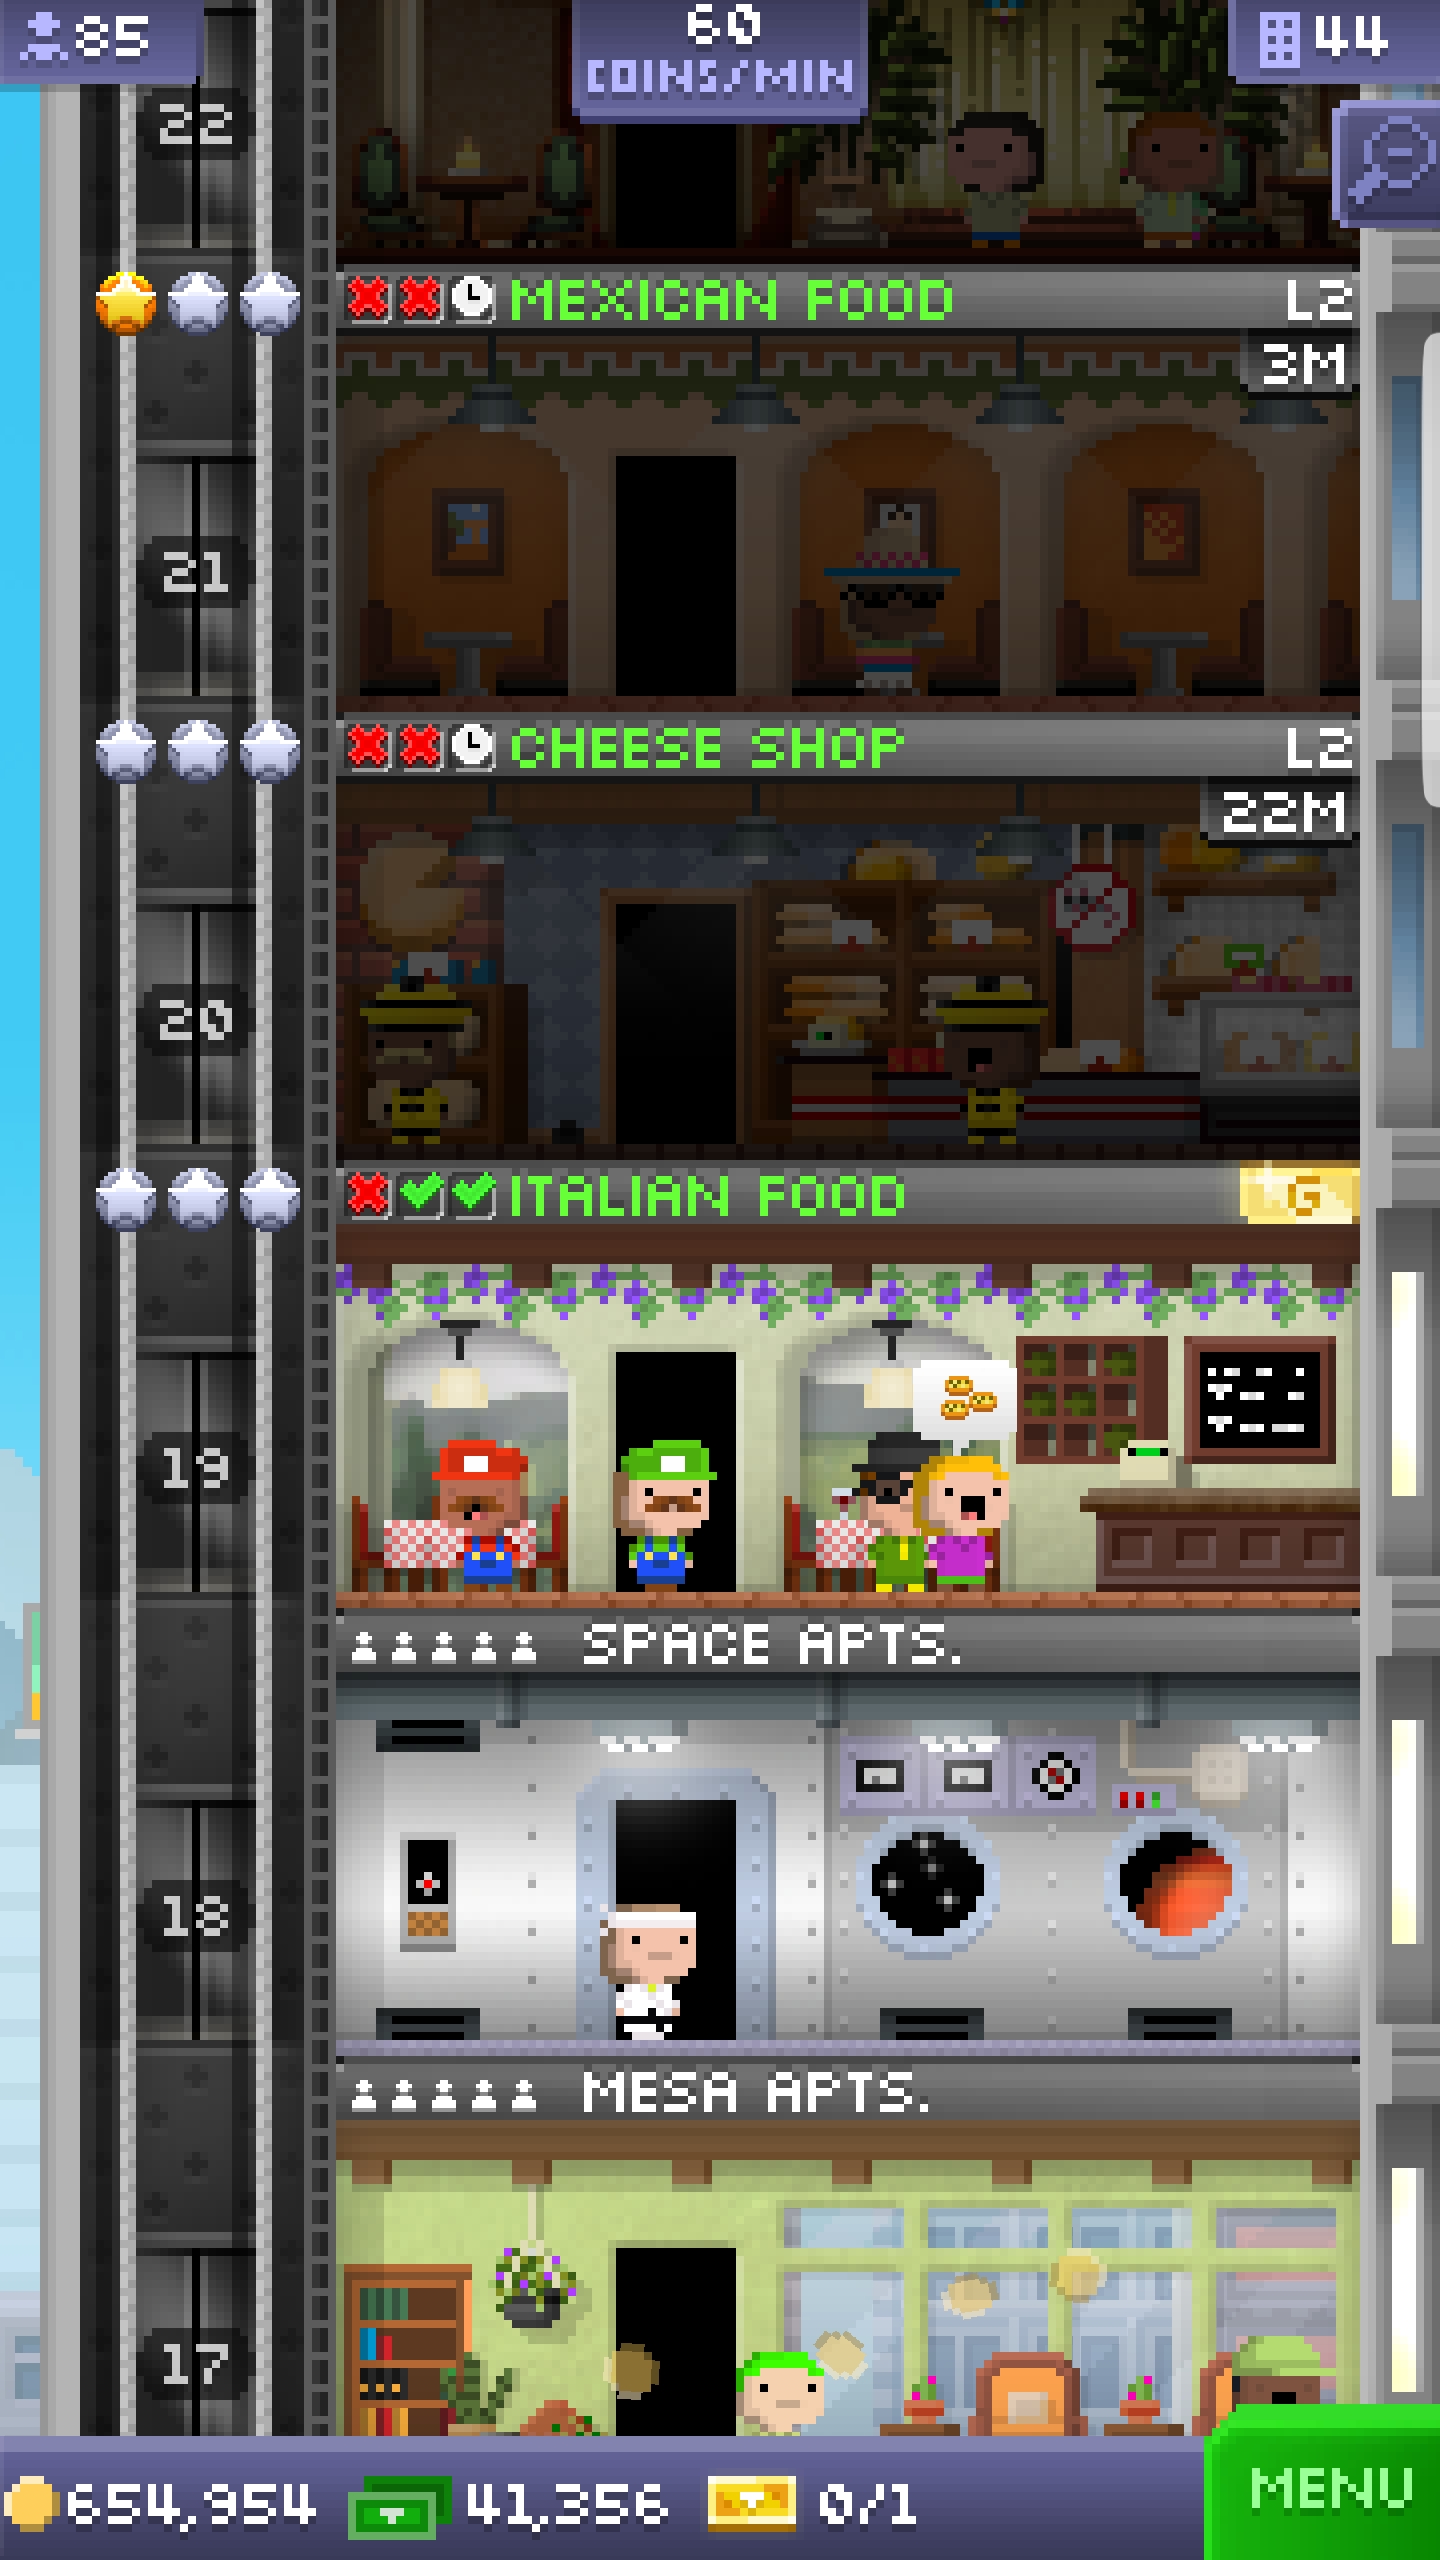 85
60
COINS/MIN
44
22
MEXICAN FOOD L2
3M
21
CHEESE SHOP L2
22M
20
ITALIAN FOOD G
19
SPACE APTS.
18
MESA APTS.
17
654,954 41,356 0/1
MENU